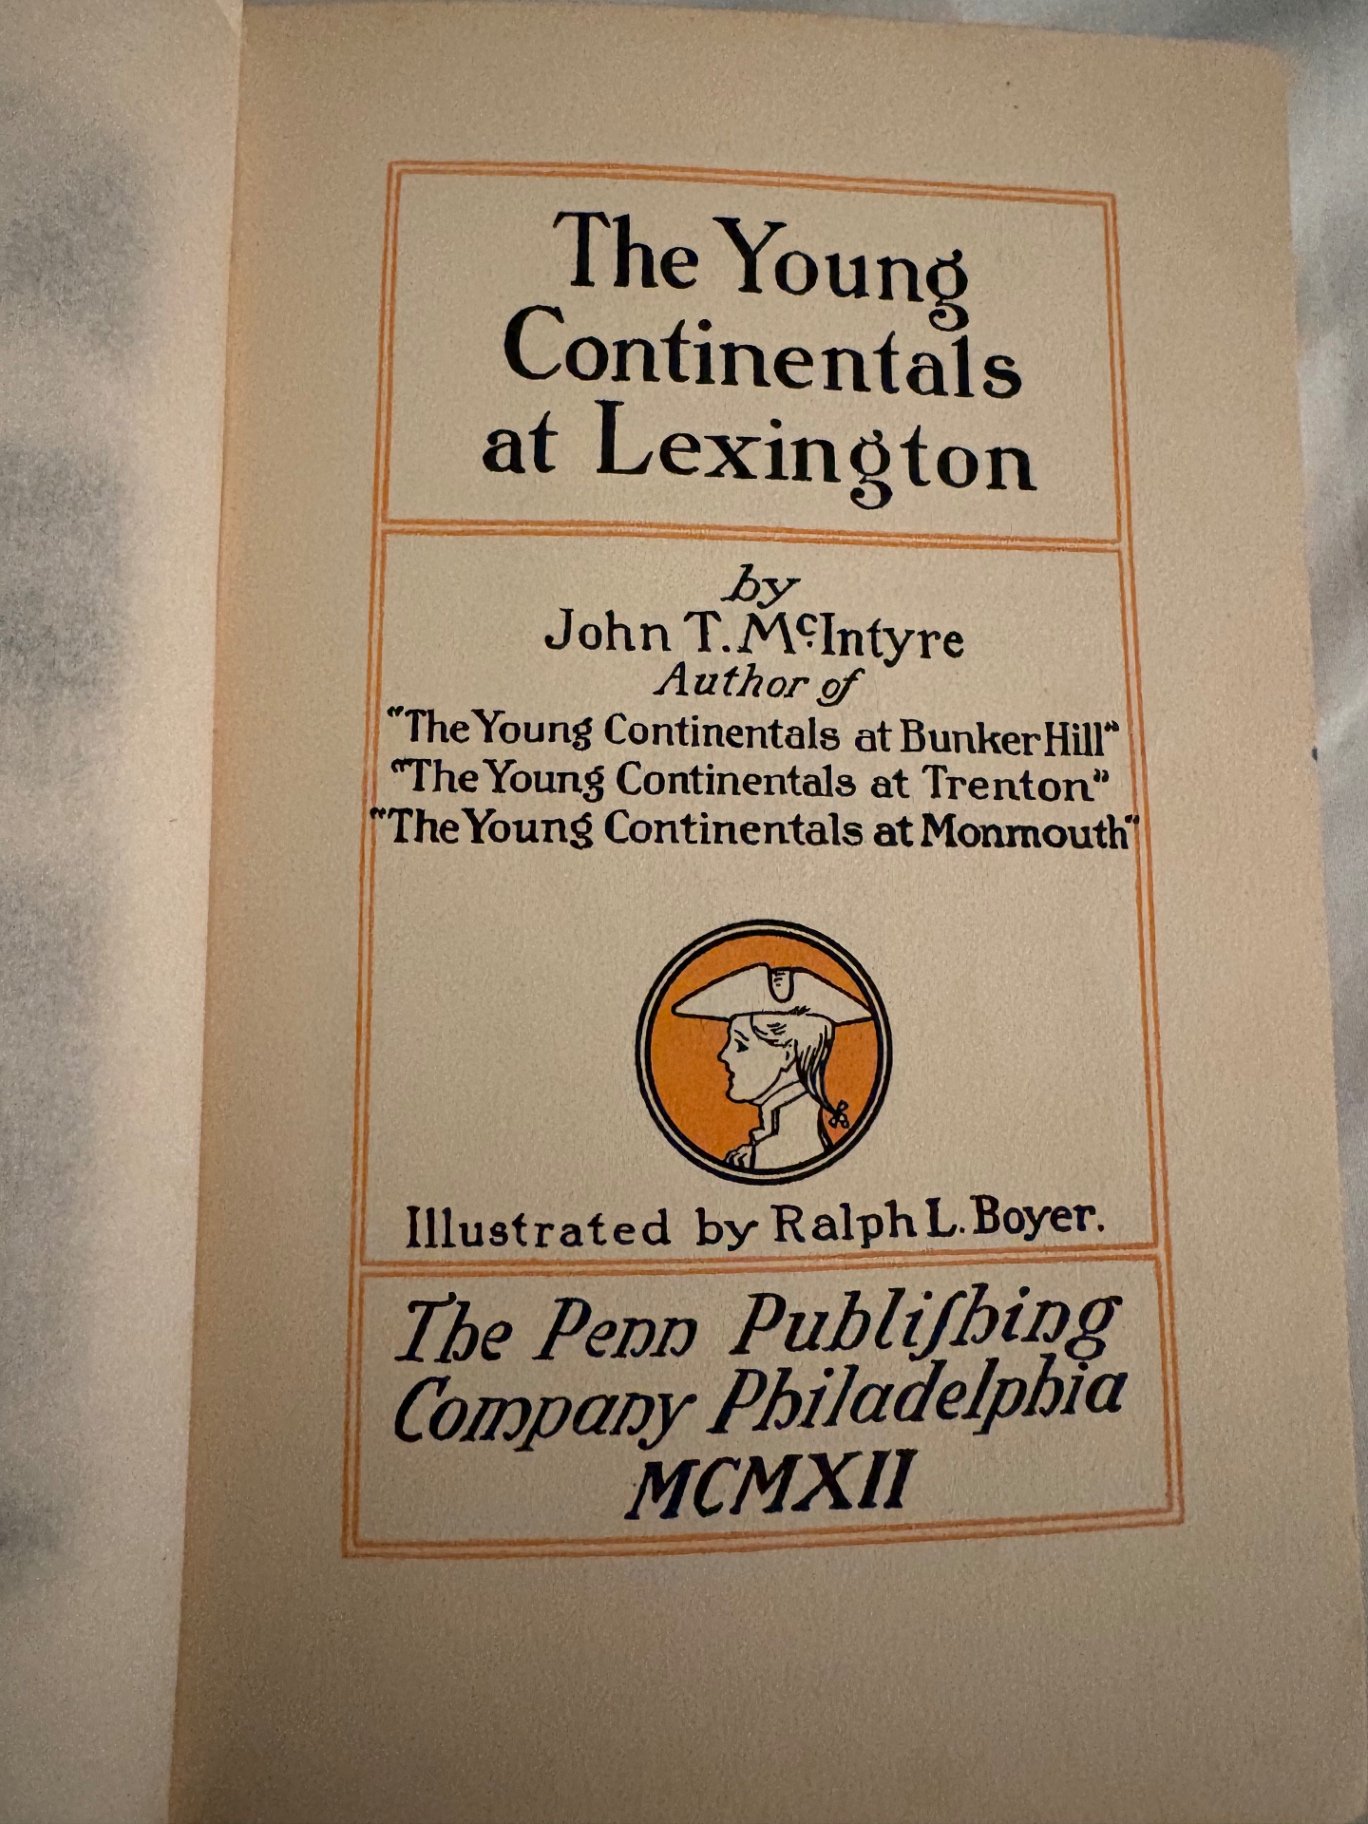 The Young
Continentals
at Lexington
by
John T. McIntyre
Author of
"The Young Continentals at Bunker Hill"
"The Young Continentals at Trenton"
"The Young Continentals at Monmouth"
Illustrated by Ralph L. Boyer.
The Penn Publiſhing
Company Philadelphia
MCMXII